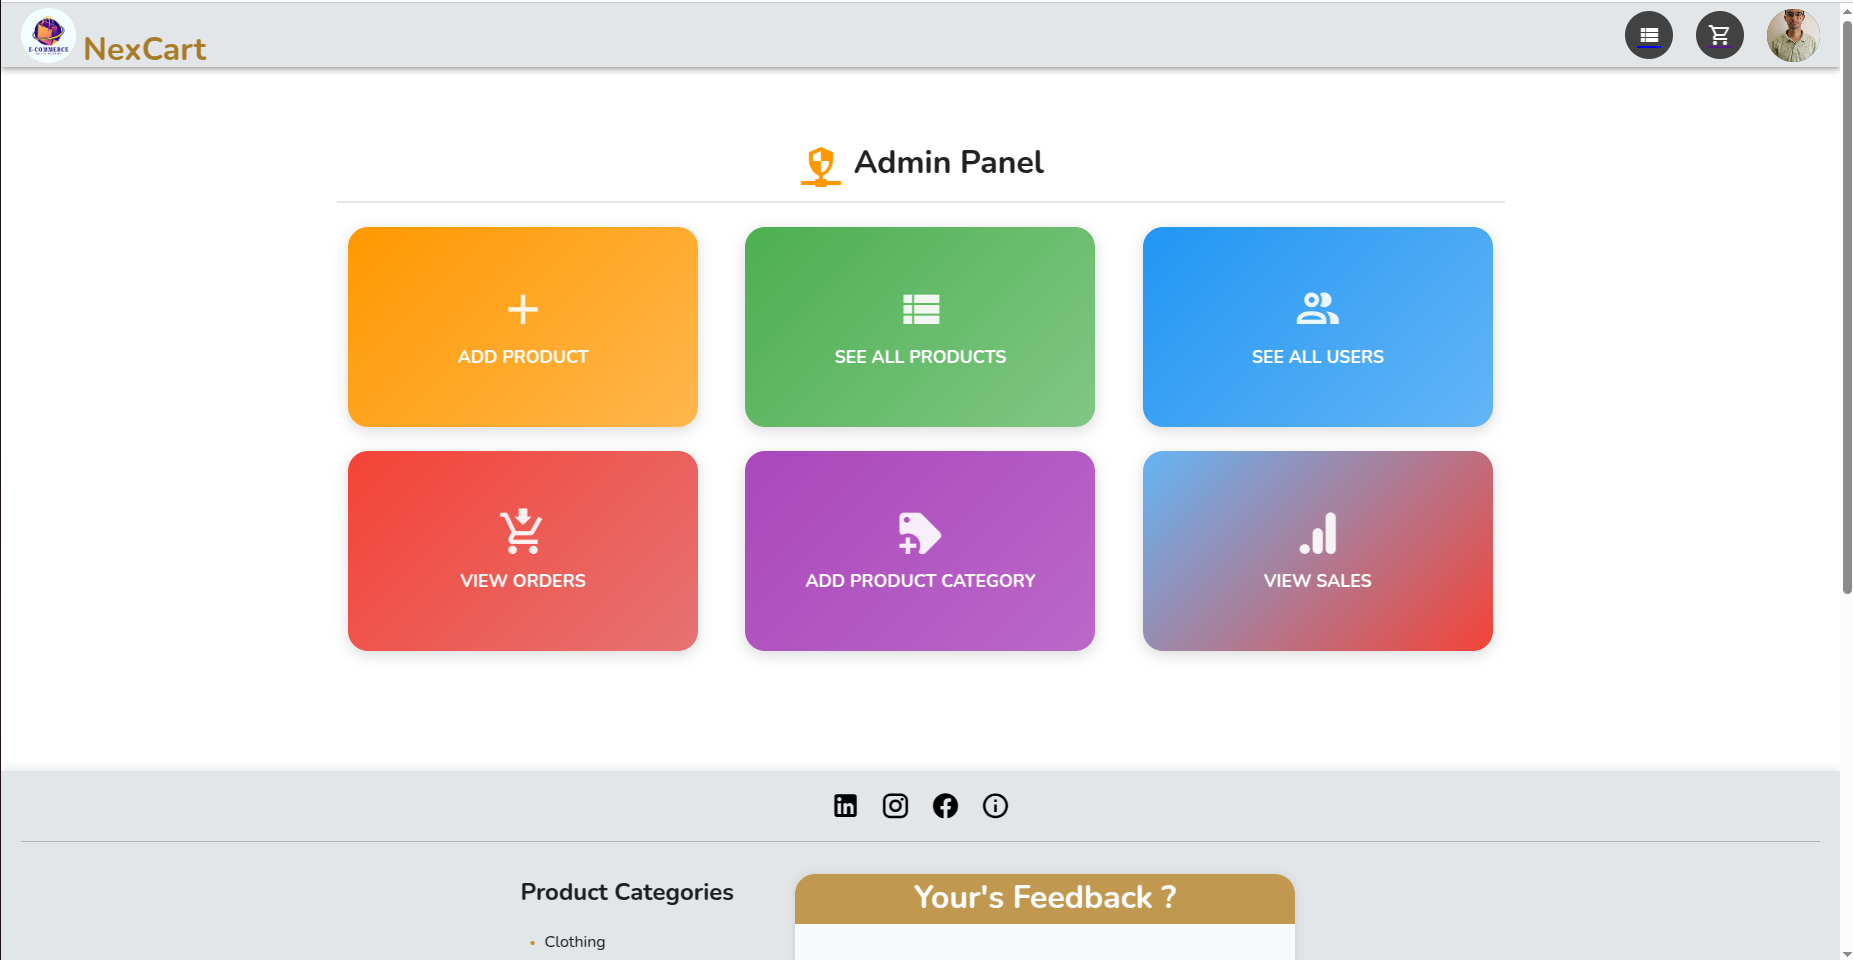 E-COMMERCE
NexCart
Admin Panel
ADD PRODUCT
SEE ALL PRODUCTS
SEE ALL USERS
VIEW ORDERS
ADD PRODUCT CATEGORY
VIEW SALES
Product Categories
• Clothing
Your's Feedback ?